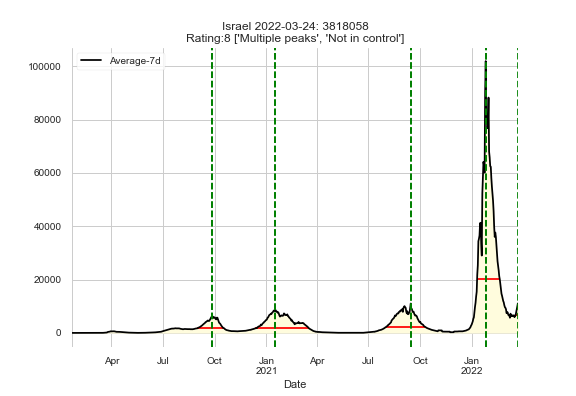 Israel 2022-03-24: 3818058
Rating:8 ['Multiple peaks', 'Not in control']
Average-7d
100000
80000
60000
40000
20000
0
Apr
Jul
Oct
Jan
2021
Apr
Jul
Oct
Jan
2022
Date